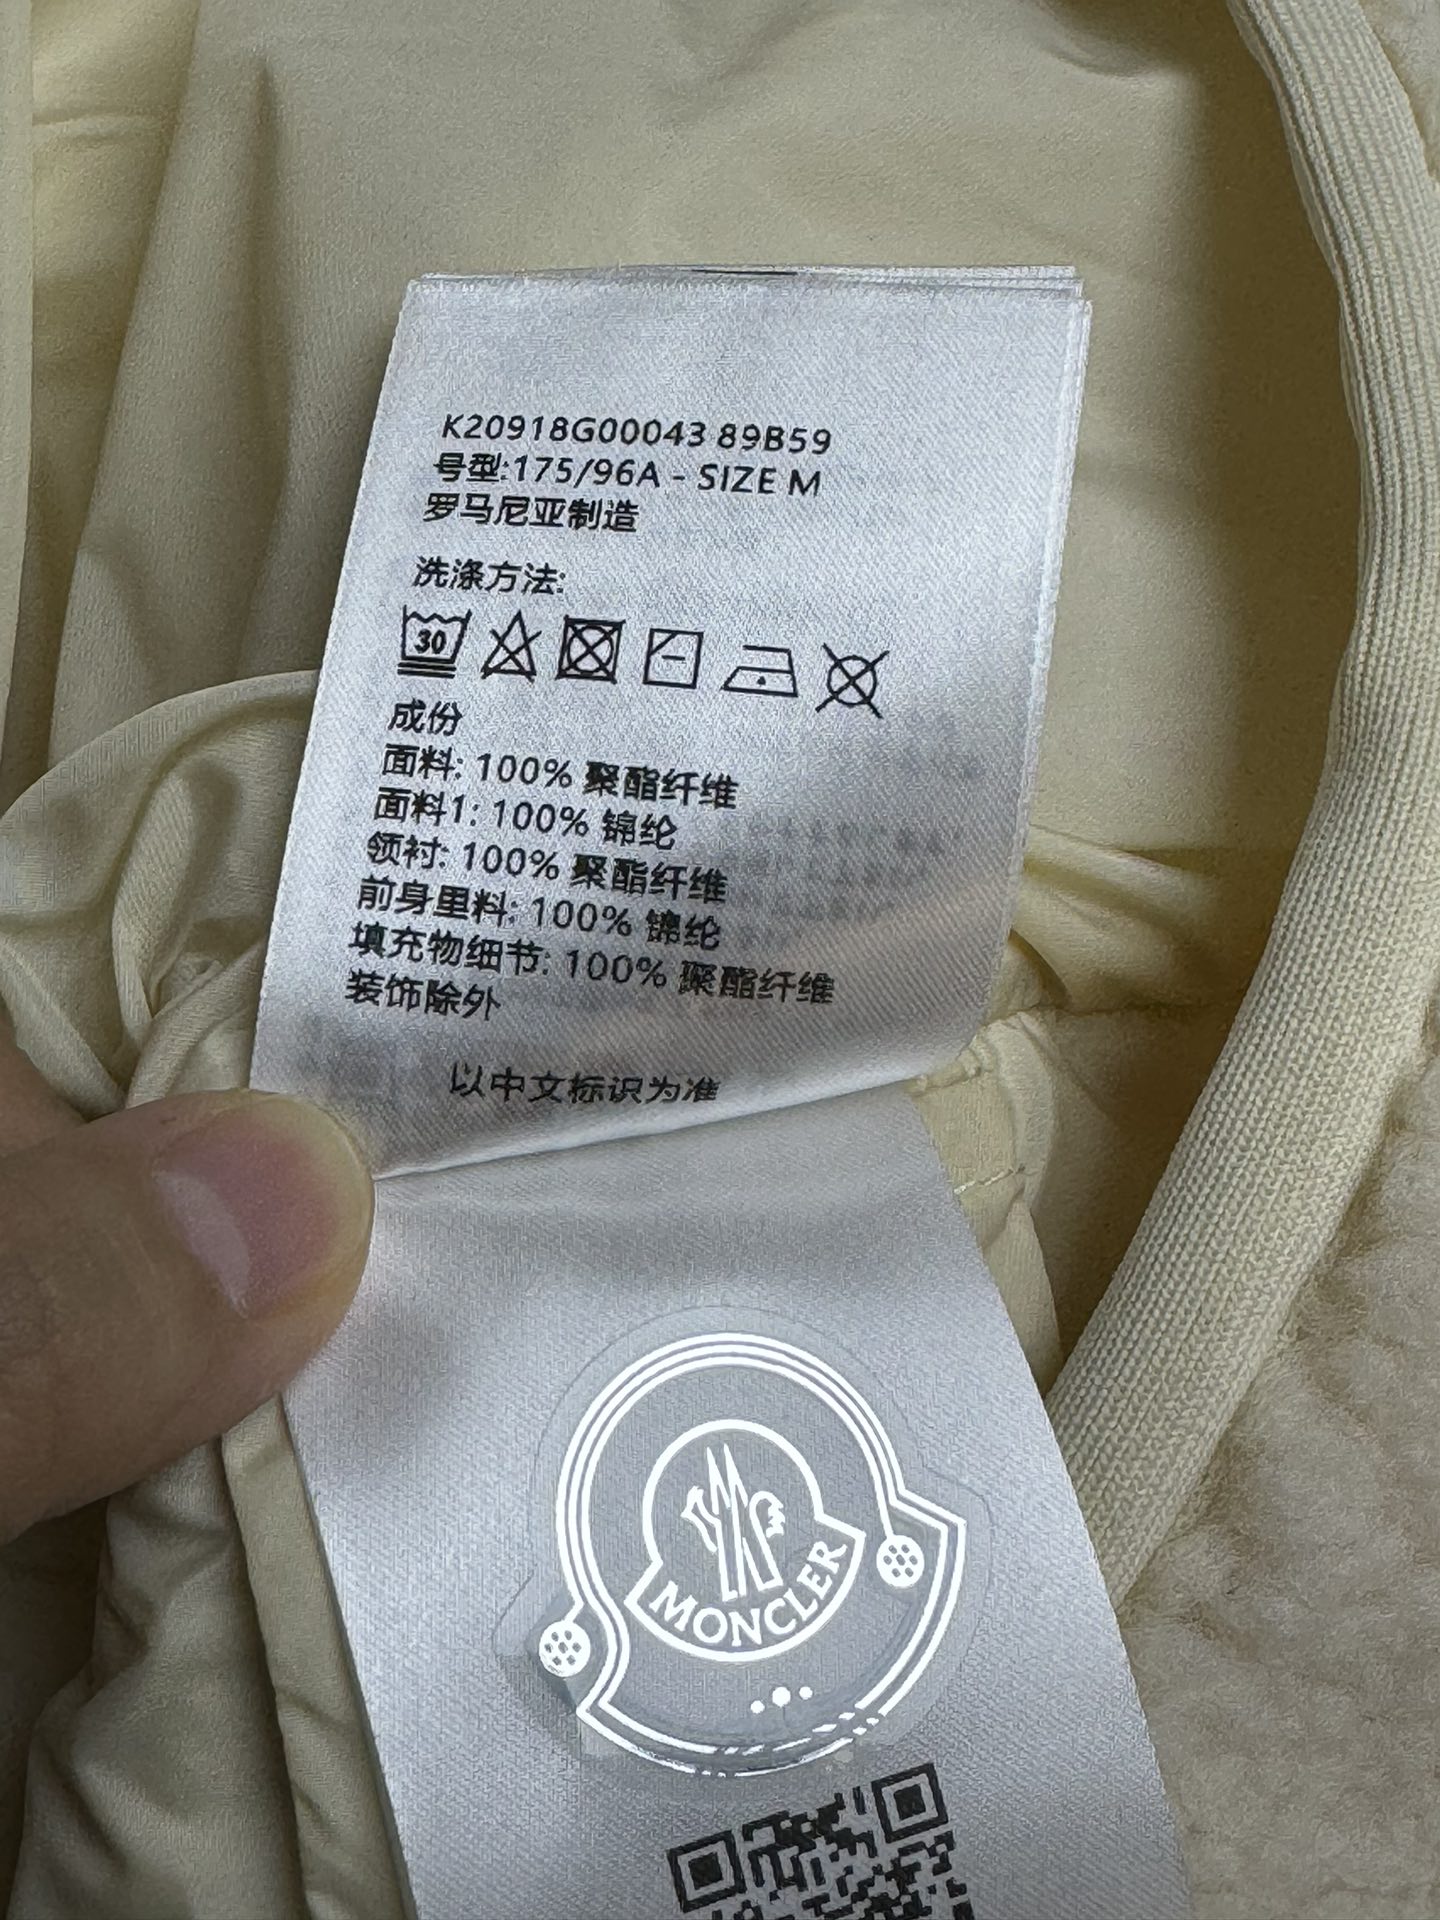 K20918G00043 89B59
号型:175/96A - SIZE M
罗马尼亚制造
洗涤方法:
30
成份
面料: 100% 聚酯纤维
面料1: 100% 锦纶
领衬: 100% 聚酯纤维
前身里料: 100% 锦纶
填充物细节: 100% 聚酯纤维
装饰除外
以中文标识为准
MONCLER